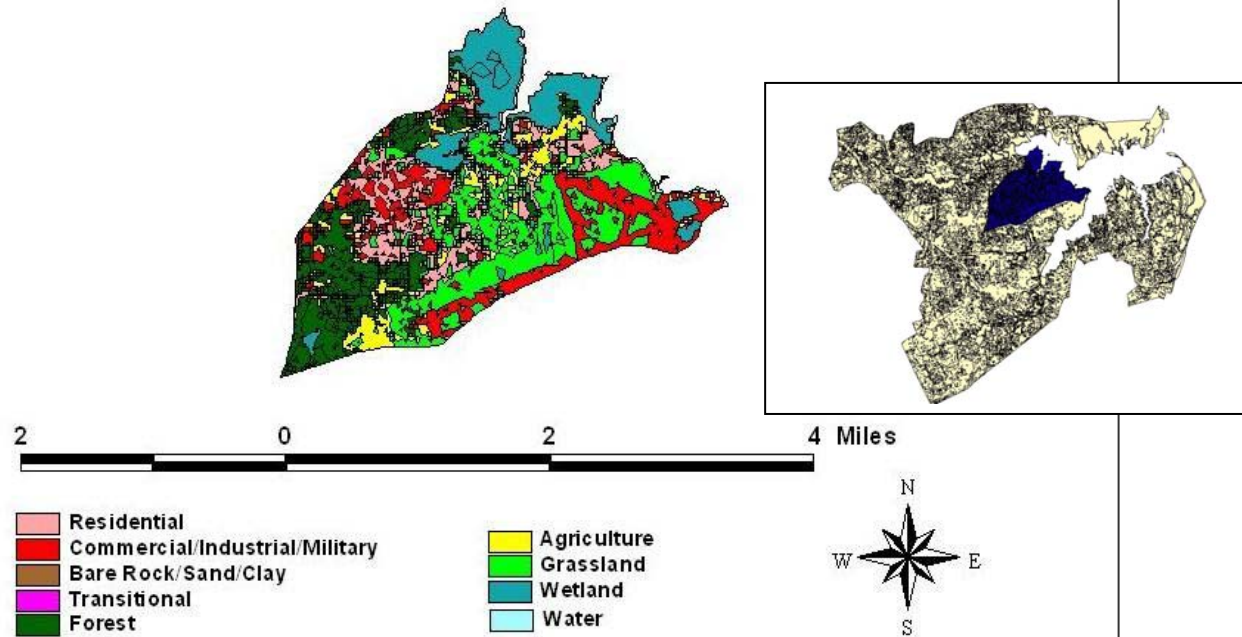 2 0 2 4 Miles
Residential
Commercial/Industrial/Military
Bare Rock/Sand/Clay
Transitional
Forest
Agriculture
Grassland
Wetland
Water
N
W E
S